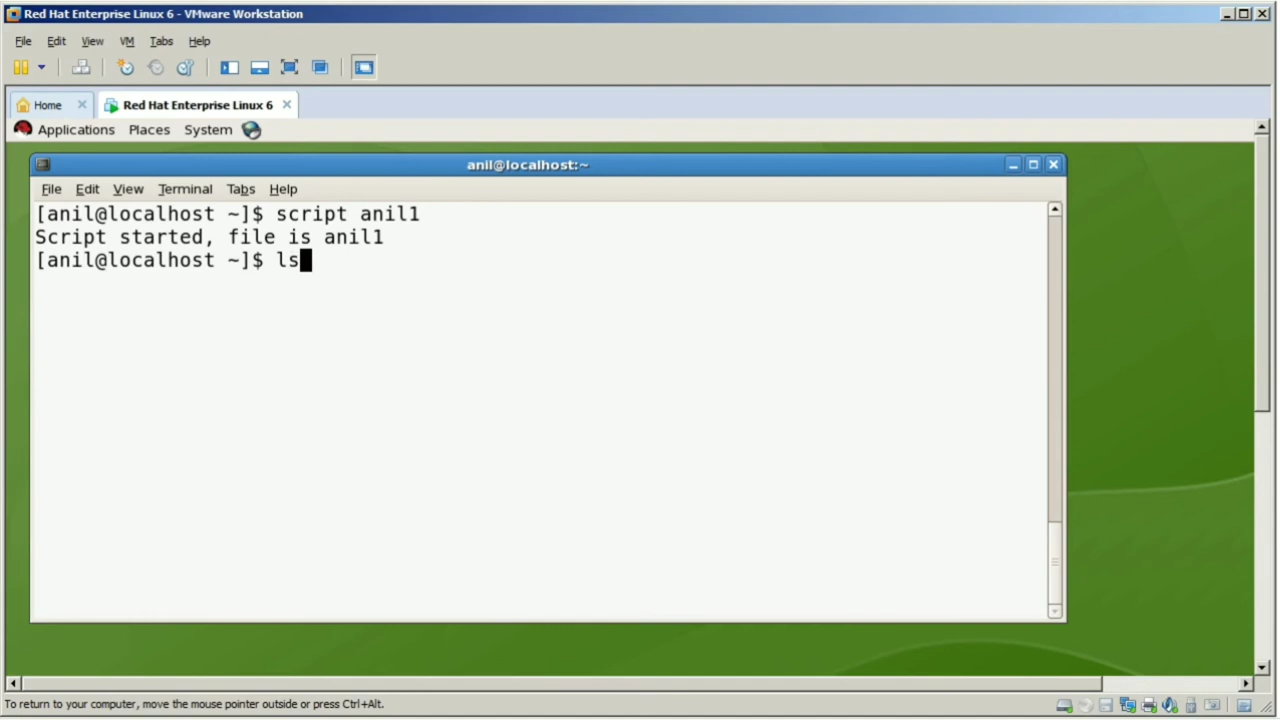 Red Hat Enterprise Linux 6 - VMware Workstation
File Edit View VM Tabs Help
Home Red Hat Enterprise Linux 6
Applications Places System
anil@localhost:~
File Edit View Terminal Tabs Help
[anil@localhost ~]$ script anil1
Script started, file is anil1
[anil@localhost ~]$ ls
To return to your computer, move the mouse pointer outside or press Ctrl+Alt.